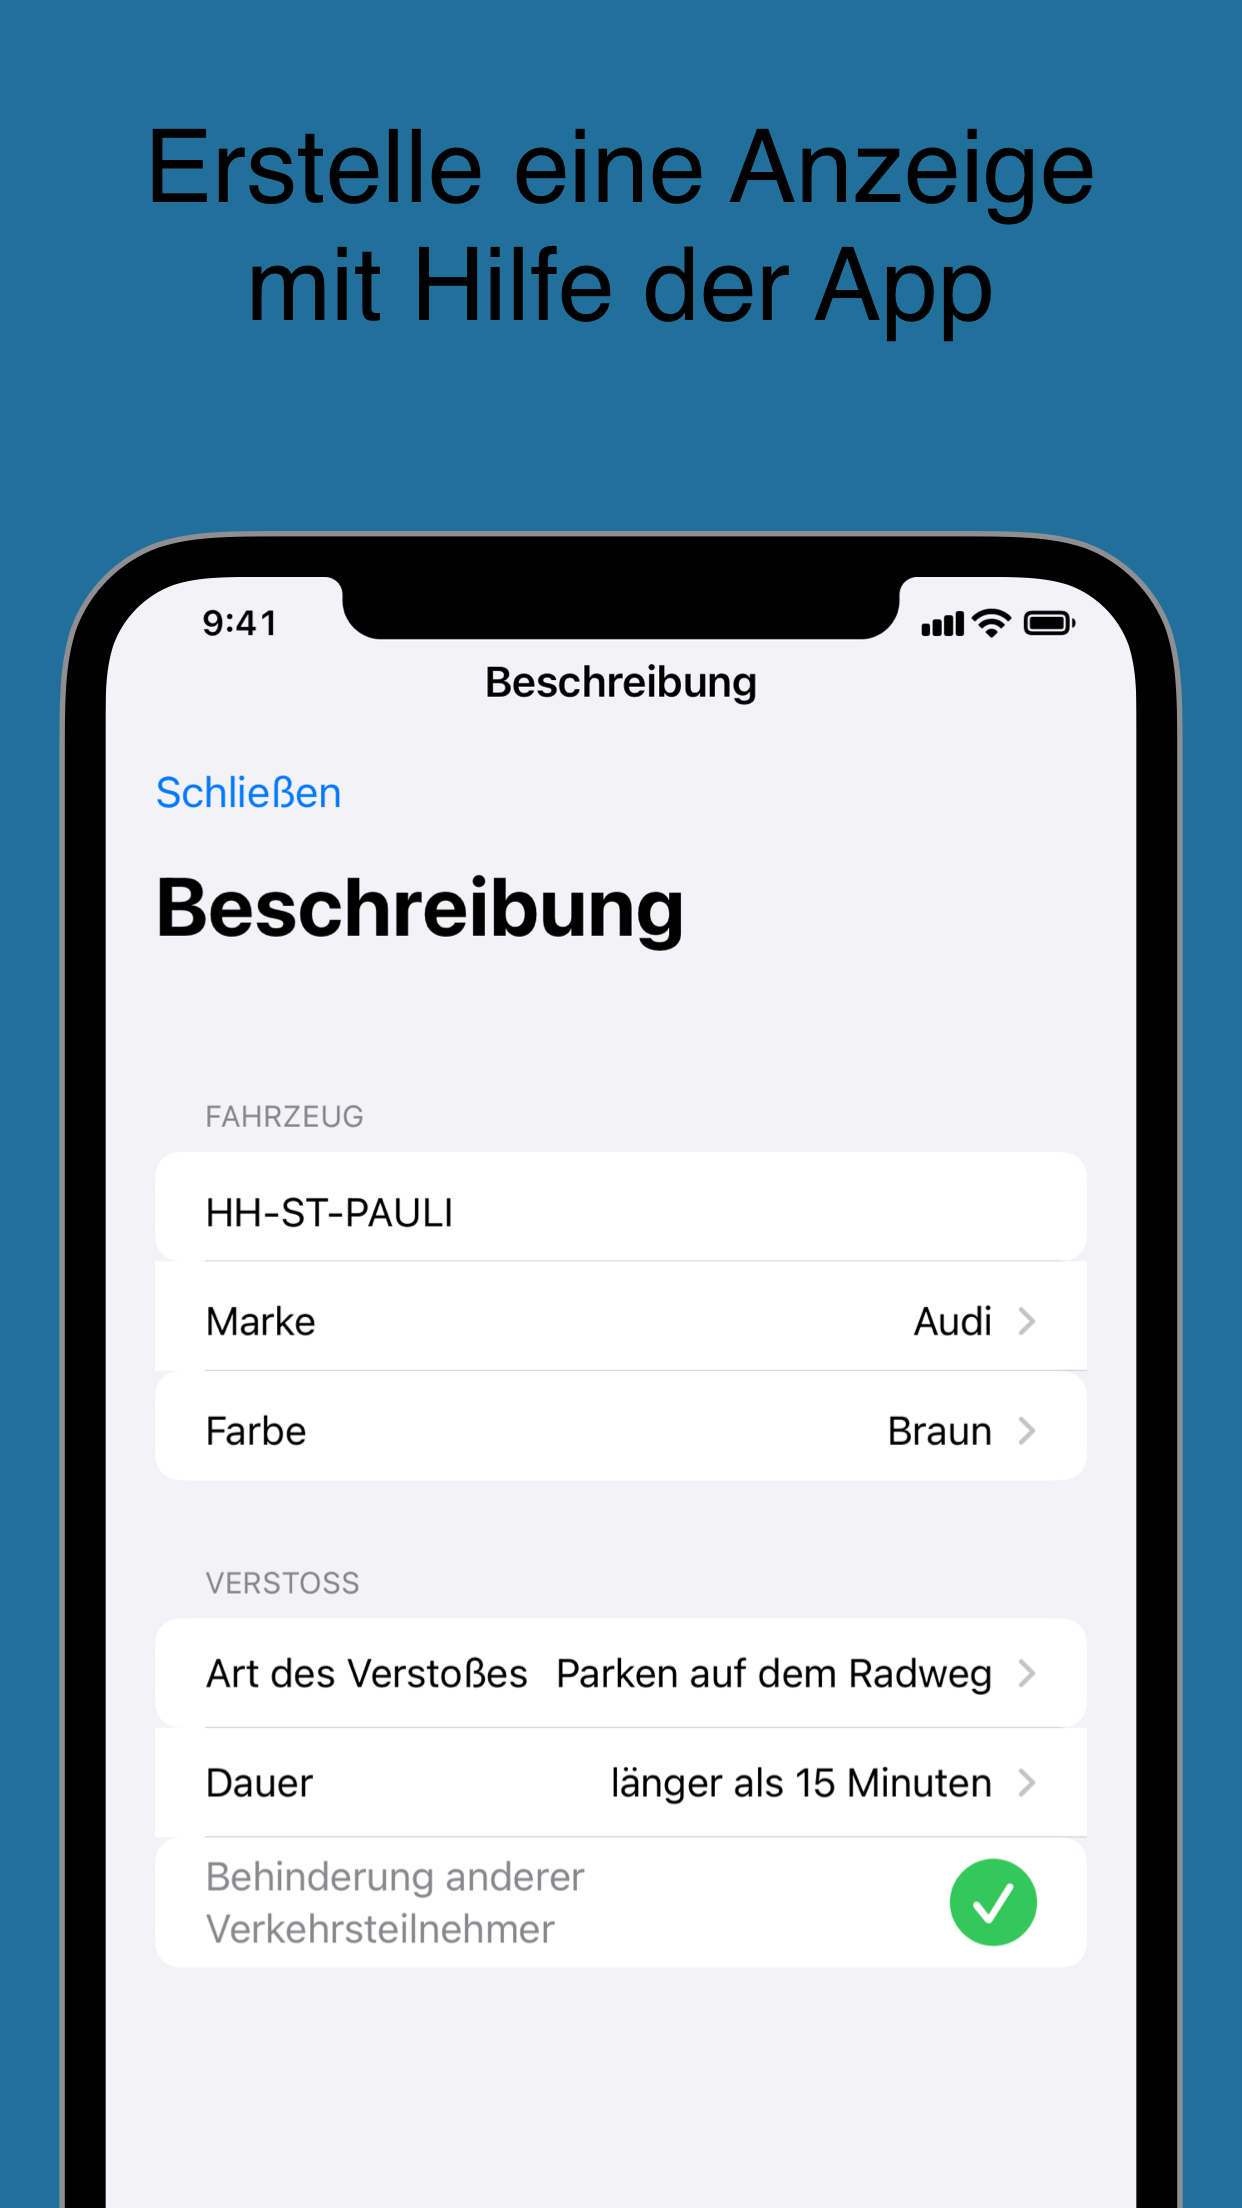 Erstelle eine Anzeige
mit Hilfe der App
9:41
Beschreibung
Schließen
Beschreibung
FAHRZEUG
HH-ST-PAULI
Marke Audi
Farbe Braun
VERSTOSS
Art des Verstoßes Parken auf dem Radweg
Dauer länger als 15 Minuten
Behinderung anderer
Verkehrsteilnehmer